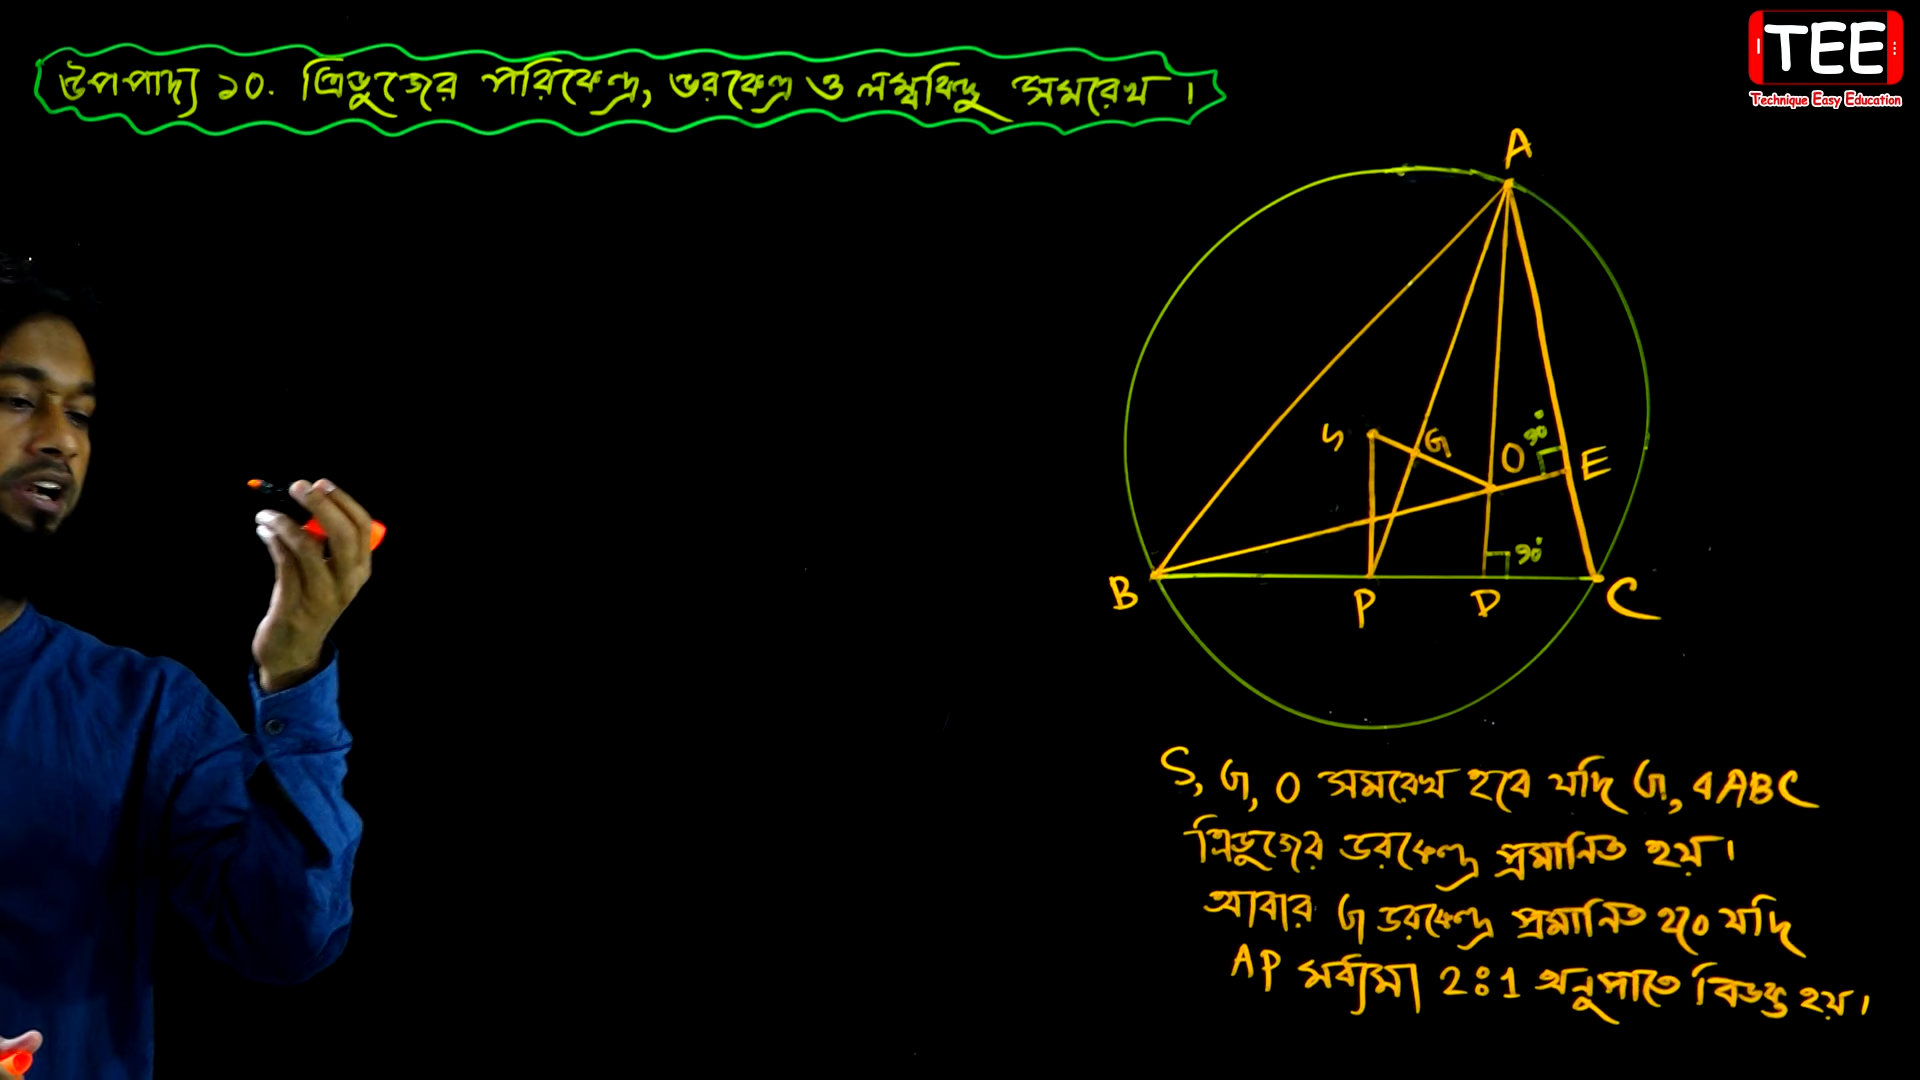 উপপাদ্য ১০. ত্রিভুজের পরিকেন্দ্র, ভরকেন্দ্র ও লম্ববিন্দু সমরেখ।
TEE
Technique Easy Education
A
S
G
O
90°
E
90°
B
P
D
C
S, G, O সমরেখ হবে যদি G, ΔABC
ত্রিভুজের ভরকেন্দ্র প্রমানিত হয়।
আবার G ভরকেন্দ্র প্রমানিত হবে যদি
AP মধ্যমা 2:1 অনুপাতে বিভক্ত হয়।